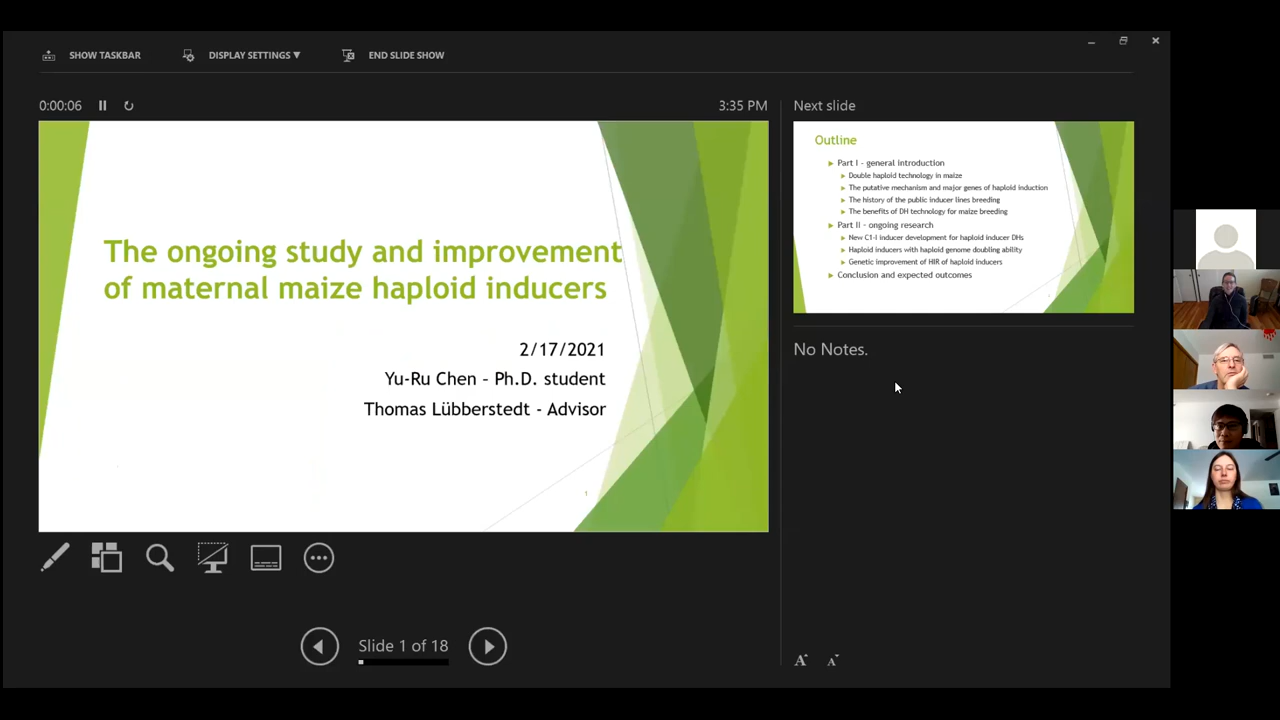 SHOW TASKBAR
DISPLAY SETTINGS ▼
END SLIDE SHOW
0:00:06
3:35 PM
The ongoing study and improvement
of maternal maize haploid inducers
2/17/2021
Yu-Ru Chen - Ph.D. student
Thomas Lübberstedt - Advisor
1
Next slide
Outline
Part I - general introduction
Double haploid technology in maize
The putative mechanism and major genes of haploid induction
The history of the public inducer lines breeding
The benefits of DH technology for maize breeding
Part II - ongoing research
New C1-I inducer development for haploid inducer DHs
Haploid inducers with haploid genome doubling ability
Genetic improvement of HIR of haploid inducers
Conclusion and expected outcomes
No Notes.
Slide 1 of 18
A A